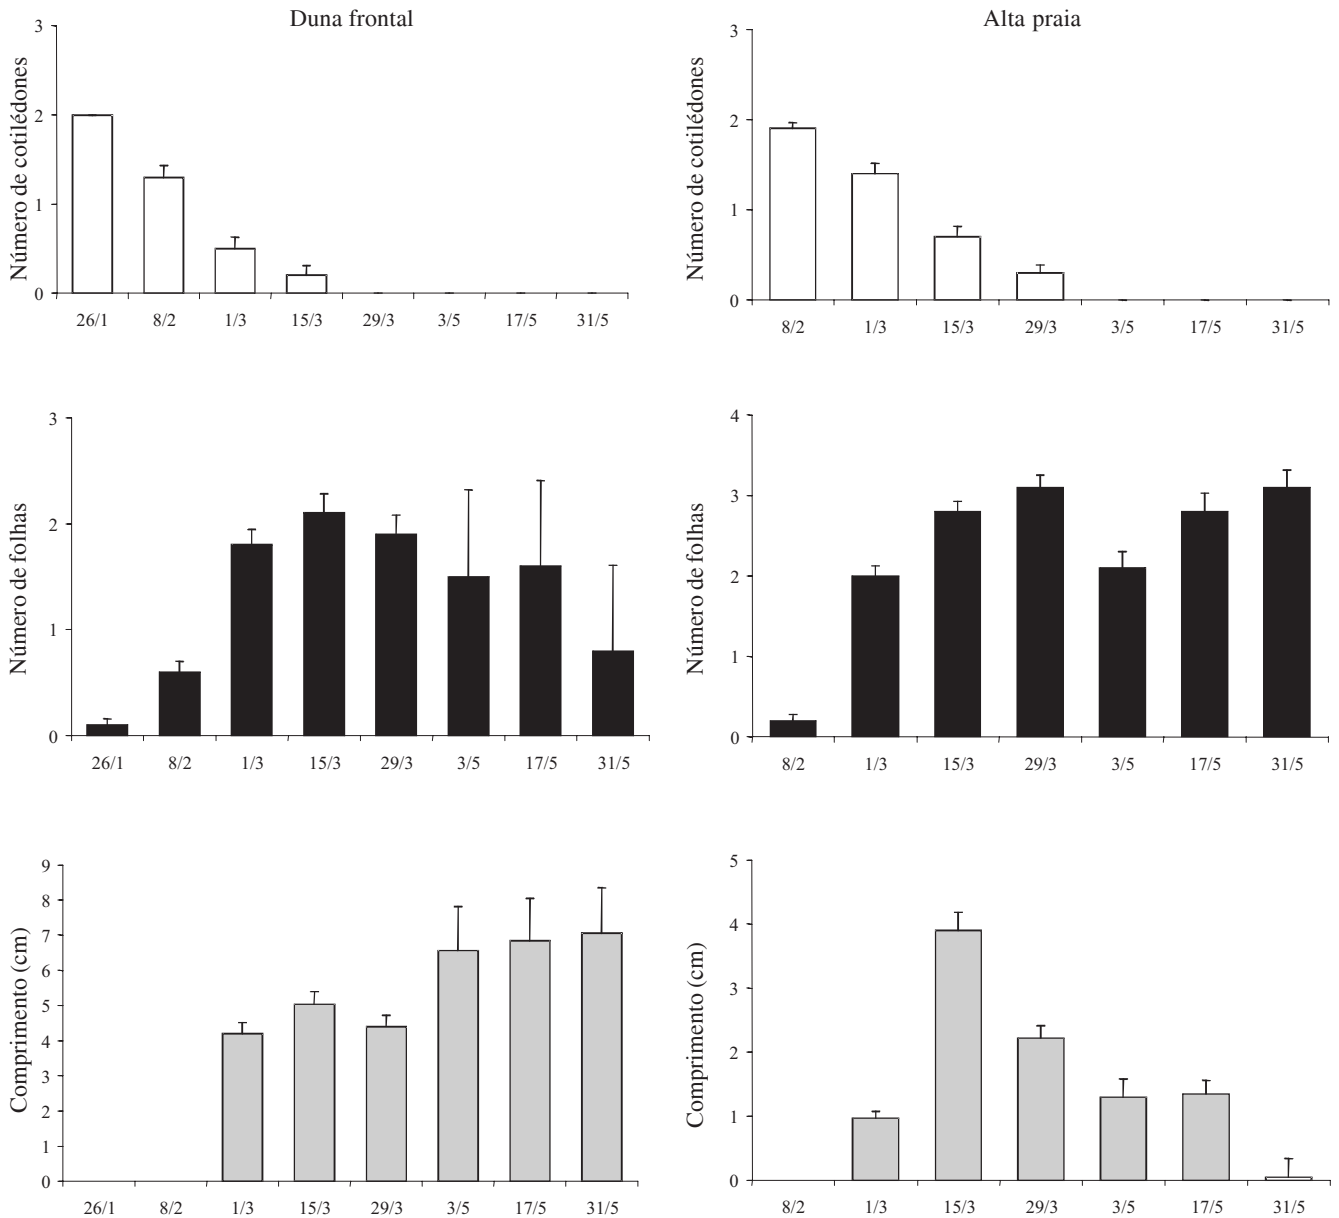 Duna frontal
Número de cotilédones
3
2
1
0
26/1 8/2 1/3 15/3 29/3 3/5 17/5 31/5
Alta praia
Número de cotilédones
3
2
1
0
8/2 1/3 15/3 29/3 3/5 17/5 31/5
Número de folhas
3
2
1
0
26/1 8/2 1/3 15/3 29/3 3/5 17/5 31/5
Número de folhas
4
3
2
1
0
8/2 1/3 15/3 29/3 3/5 17/5 31/5
Comprimento (cm)
9
8
7
6
5
4
3
2
1
0
26/1 8/2 1/3 15/3 29/3 3/5 17/5 31/5
Comprimento (cm)
5
4
3
2
1
0
8/2 1/3 15/3 29/3 3/5 17/5 31/5